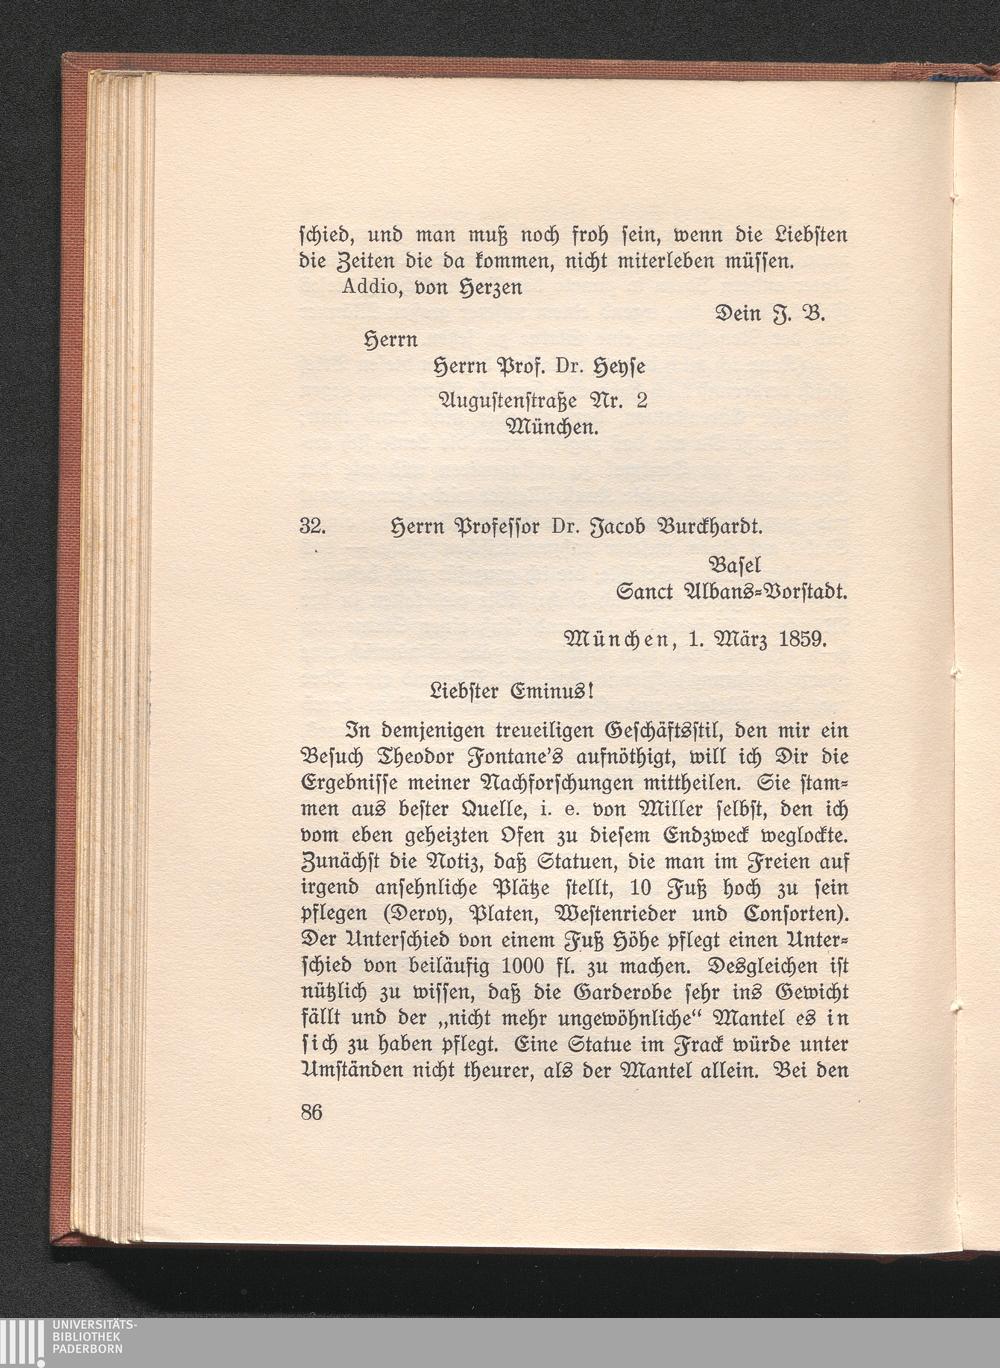 schied, und man muß noch froh sein, wenn die Liebsten
die Zeiten die da kommen, nicht miterleben müssen.
Addio, von Herzen
Dein J. B.
Herrn
Herrn Prof. Dr. Heyse
Augustenstraße Nr. 2
München.
32. Herrn Professor Dr. Jacob Burckhardt.
Basel
Sanct Albans-Vorstadt.
München, 1. März 1859.
Liebster Eminus!
In demjenigen treueiligen Geschäftsstil, den mir ein
Besuch Theodor Fontane's aufnöthigt, will ich Dir die
Ergebnisse meiner Nachforschungen mittheilen. Sie stam-
men aus bester Quelle, i. e. von Miller selbst, den ich
vom eben geheizten Ofen zu diesem Endzweck weglockte.
Zunächst die Notiz, daß Statuen, die man im Freien auf
irgend ansehnliche Plätze stellt, 10 Fuß hoch zu sein
pflegen (Deroy, Platen, Westenrieder und Consorten).
Der Unterschied von einem Fuß Höhe pflegt einen Unter-
schied von beiläufig 1000 fl. zu machen. Desgleichen ist
nützlich zu wissen, daß die Garderobe sehr ins Gewicht
fällt und der „nicht mehr ungewöhnliche“ Mantel es in
sich zu haben pflegt. Eine Statue im Frack würde unter
Umständen nicht theurer, als der Mantel allein. Bei den
86
UNIVERSITÄTS-
BIBLIOTHEK
PADERBORN